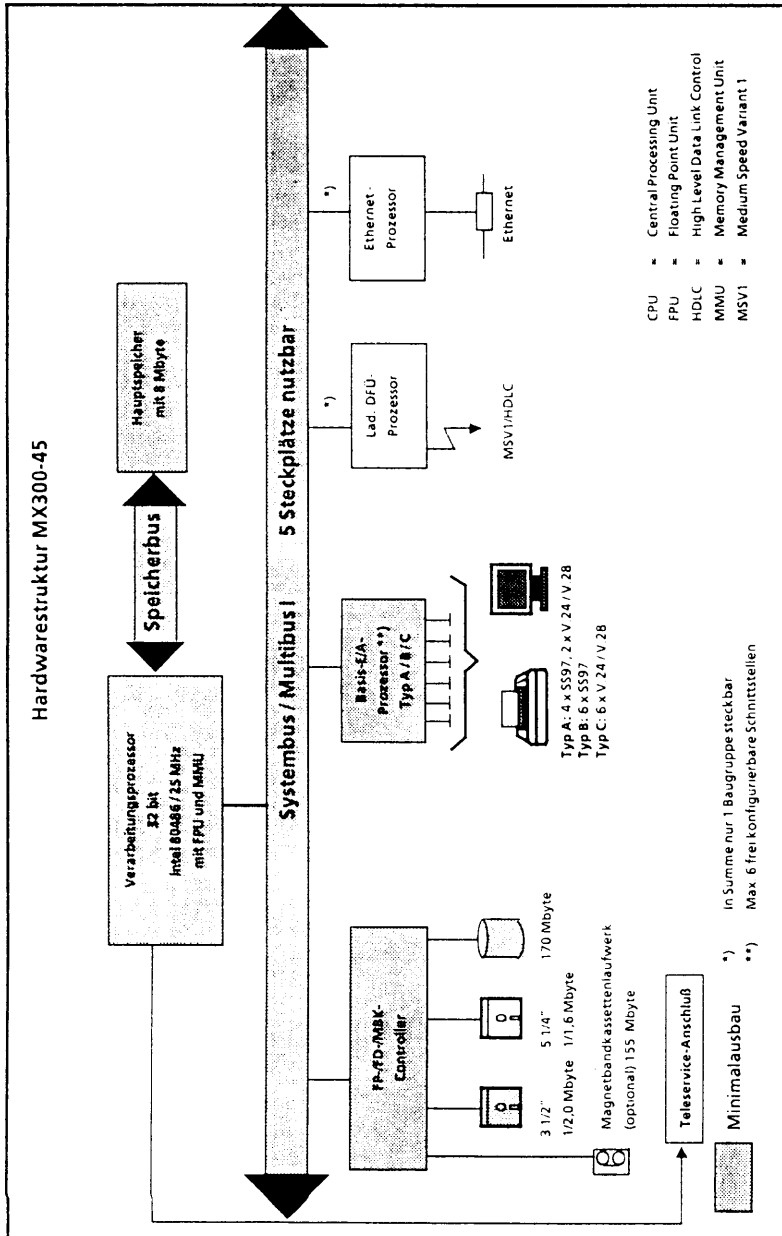 Hardwarestruktur MX300-45
Verarbeitungsprozessor
32 bit
Intel 80486 / 25 MHz
mit FPU und MMU
Speicherbus
Hauptspeicher
mit 8 Mbyte
Systembus / Multibus I
5 Steckplätze nutzbar
FP-/FD-/MBK-
Controller
Basis-E/A-
Prozessor **)
Typ A / B / C
*)
Lad. DFÜ-
Prozessor
*)
Ethernet-
Prozessor
3 1/2"
1/2,0 Mbyte
5 1/4"
1/1,6 Mbyte
170 Mbyte
Magnetbandkassettenlaufwerk
(optional) 155 Mbyte
Typ A: 4 x SS97, 2 x V.24 / V.28
Typ B: 6 x SS97
Typ C: 6 x V.24 / V.28
MSV1/HDLC
Ethernet
Teleservice-Anschluß
Minimalausbau
*) In Summe nur 1 Baugruppe steckbar
**) Max. 6 frei konfigurierbare Schnittstellen
CPU = Central Processing Unit
FPU = Floating Point Unit
HDLC = High Level Data Link Control
MMU = Memory Management Unit
MSV1 = Medium Speed Variant 1